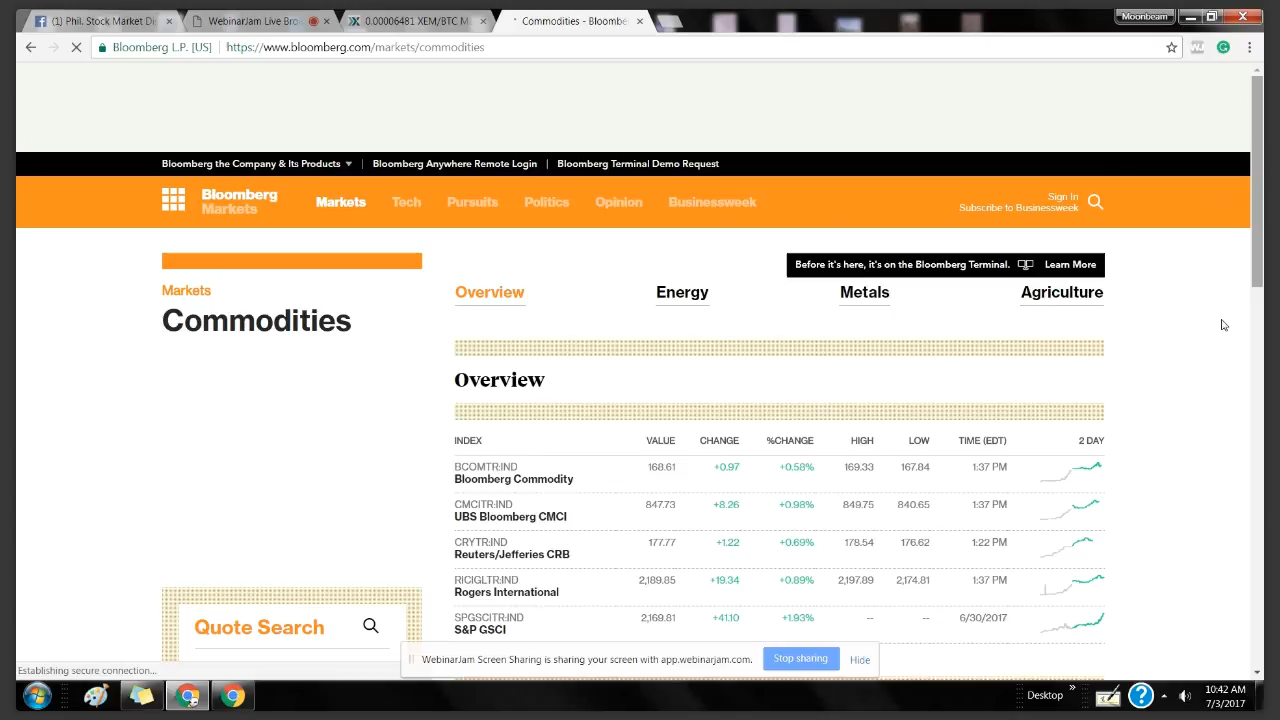 (1) Phil. Stock Market Di
WebinarJam Live Bro
0.00006481 XEM/BTC |
Commodities - Bloombe
Moonbeam
Bloomberg L.P. [US]
https://www.bloomberg.com/markets/commodities
Bloomberg the Company & Its Products
Bloomberg Anywhere Remote Login
Bloomberg Terminal Demo Request
Bloomberg
Markets
Markets
Tech
Pursuits
Politics
Opinion
Businessweek
Sign In
Subscribe to Businessweek
Before it's here, it's on the Bloomberg Terminal.
Learn More
Markets
Commodities
Overview
Energy
Metals
Agriculture
Overview
INDEX VALUE CHANGE %CHANGE HIGH LOW TIME (EDT) 2 DAY
BCOMTR:IND 168.61 +0.97 +0.58% 169.33 167.84 1:37 PM
Bloomberg Commodity
CMCITR:IND 847.73 +8.26 +0.98% 849.75 840.65 1:37 PM
UBS Bloomberg CMCI
CRYTR:IND 177.77 +1.22 +0.69% 178.54 176.62 1:22 PM
Reuters/Jefferies CRB
RICIGLTR:IND 2,189.85 +19.34 +0.89% 2,197.89 2,174.81 1:37 PM
Rogers International
SPGSCITR:IND 2,169.81 +41.10 +1.93% -- -- 6/30/2017
S&P GSCI
Quote Search
WebinarJam Screen Sharing is sharing your screen with app.webinarjam.com.
Stop sharing
Hide
Establishing secure connection...
Desktop
10:42 AM
7/3/2017